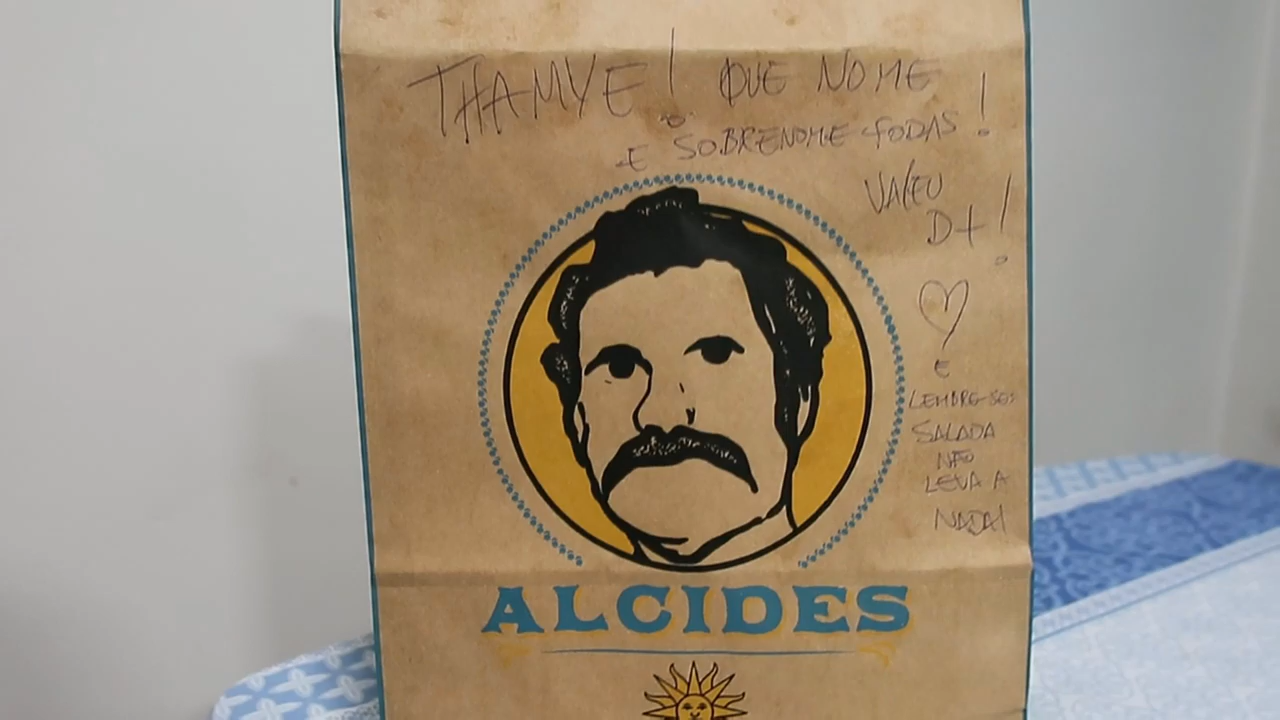 THAMYE! QUE NOME
E SOBRENOME FODAS!
VALEU
D+!
E
LEMBRE-SE:
SALADA
NÃO
LEVA A
NADA!
ALCIDES